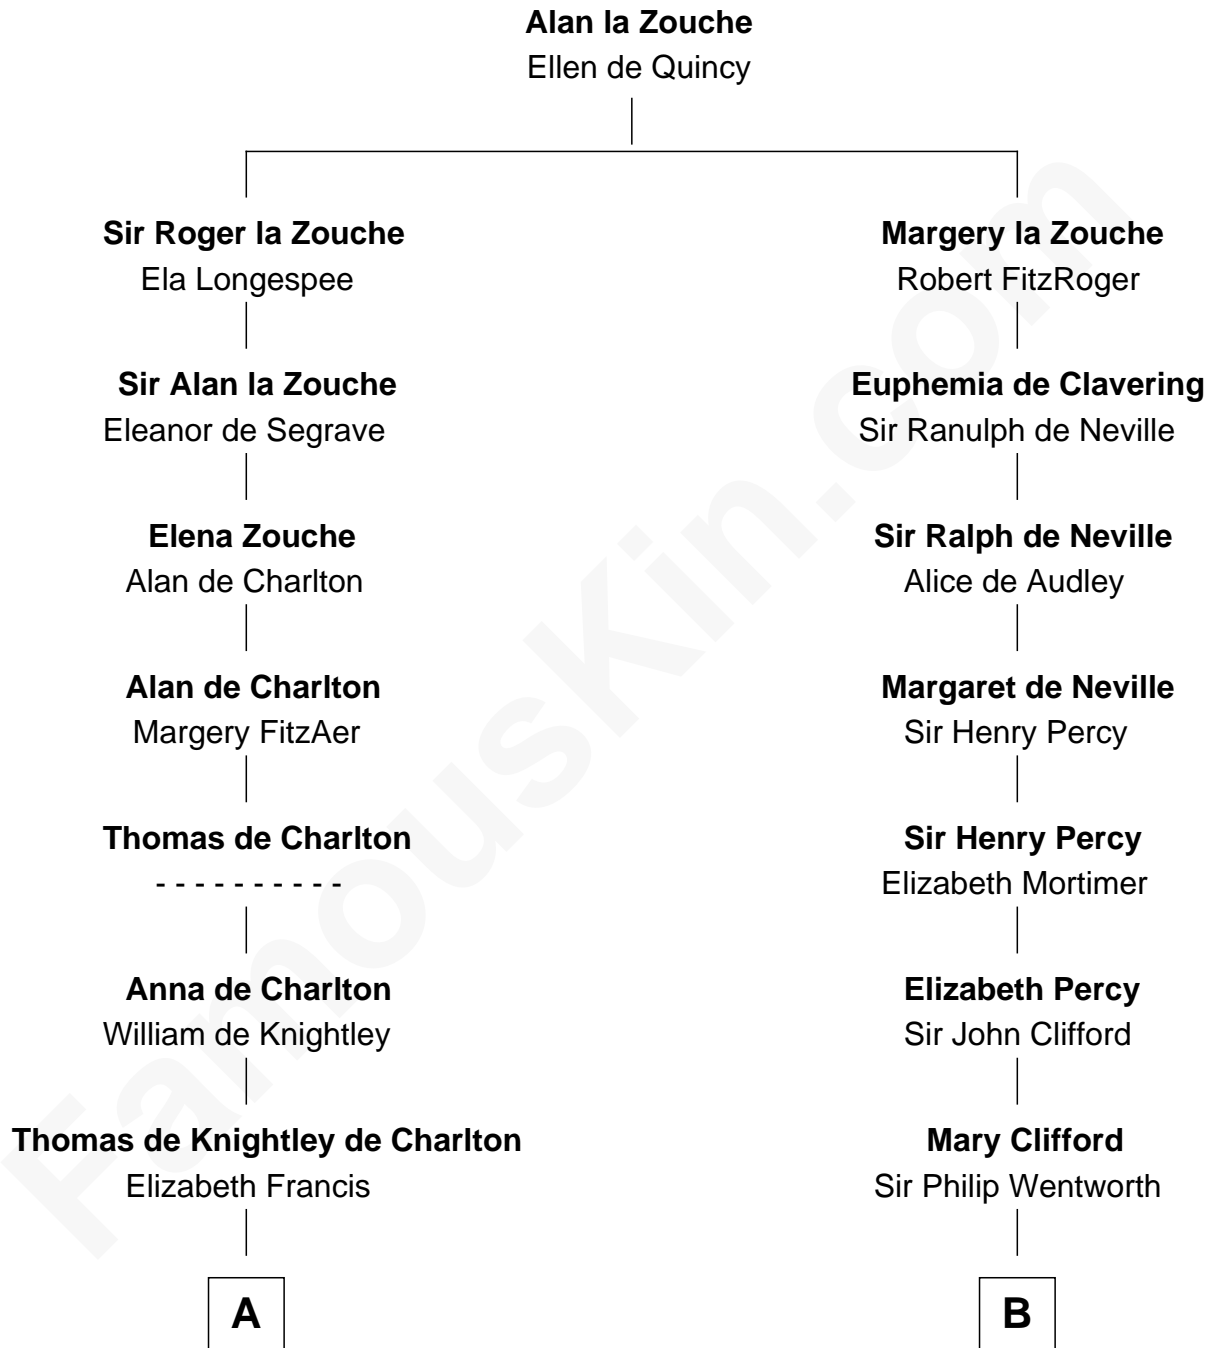 Alan la Zouche
Ellen de Quincy
Sir Roger la Zouche
Ela Longespee
Sir Alan la Zouche
Eleanor de Segrave
Elena Zouche
Alan de Charlton
Alan de Charlton
Margery FitzAer
Thomas de Charlton
- - - - - - - - - -
Anna de Charlton
William de Knightley
Thomas de Knightley de Charlton
Elizabeth Francis
A
Margery la Zouche
Robert FitzRoger
Euphemia de Clavering
Sir Ranulph de Neville
Sir Ralph de Neville
Alice de Audley
Margaret de Neville
Sir Henry Percy
Sir Henry Percy
Elizabeth Mortimer
Elizabeth Percy
Sir John Clifford
Mary Clifford
Sir Philip Wentworth
B
FamousKin.com